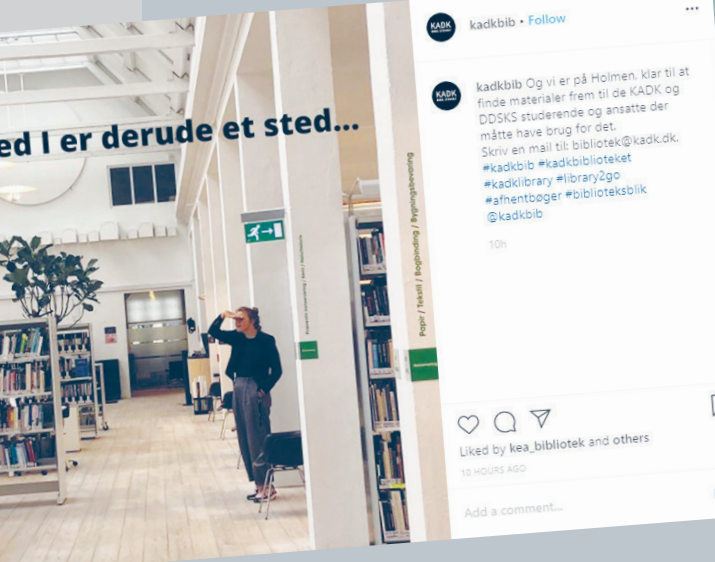 ed I er derude et sted...
Papir / Tekstil / Bogbinding / Bygningsbevaring
KADK
kadkbib • Follow
KADK
kadkbib Og vi er på Holmen, klar til at
finde materialer frem til de KADK og
DDSKS studerende og ansatte der
måtte have brug for det.
Skriv en mail til: bibliotek@kadk.dk.
#kadkbib #kadkbiblioteket
#kadklibrary #library2go
#afhentbøger #biblioteksblik
@kadkbib
10h
Liked by kea_bibliotek and others
10 HOURS AGO
Add a comment...